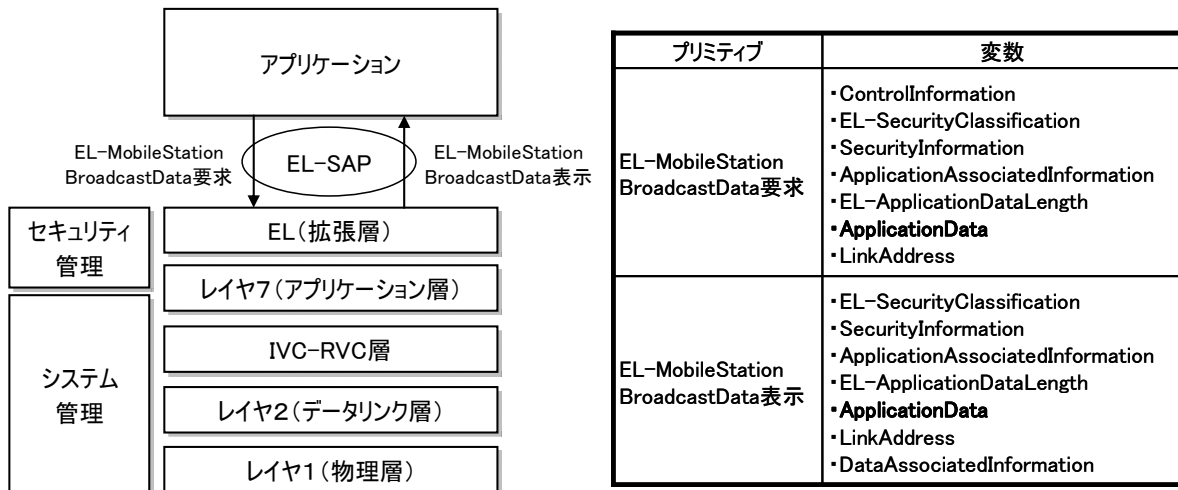 アプリケーション
EL-MobileStation
BroadcastData要求
EL-SAP
EL-MobileStation
BroadcastData表示
セキュリティ
管理
EL(拡張層)
レイヤ7(アプリケーション層)
システム
管理
IVC-RVC層
レイヤ2(データリンク層)
レイヤ1(物理層)
プリミティブ
変数
EL-MobileStation
BroadcastData要求
・ControlInformation
・EL-SecurityClassification
・SecurityInformation
・ApplicationAssociatedInformation
・EL-ApplicationDataLength
・ApplicationData
・LinkAddress
EL-MobileStation
BroadcastData表示
・EL-SecurityClassification
・SecurityInformation
・ApplicationAssociatedInformation
・EL-ApplicationDataLength
・ApplicationData
・LinkAddress
・DataAssociatedInformation